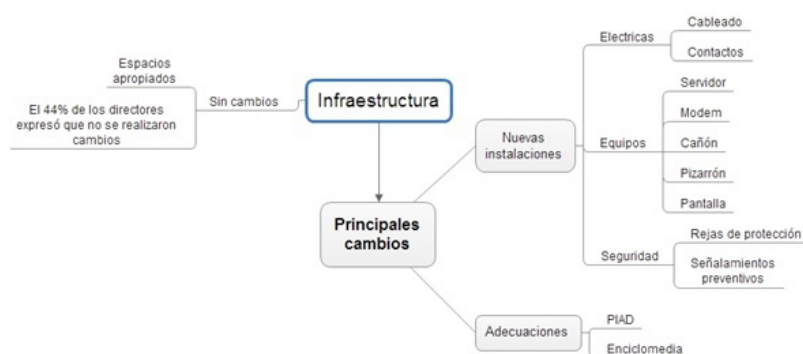 Espacios
apropiados
El 44% de los directores
expresó que no se realizaron
cambios
Sin cambios
Infraestructura
Principales
cambios
Nuevas
instalaciones
Electricas
Cableado
Contactos
Equipos
Servidor
Modem
Cañón
Pizarrón
Pantalla
Seguridad
Rejas de protección
Señalamientos
preventivos
Adecuaciones
PIAD
Enciclomedia